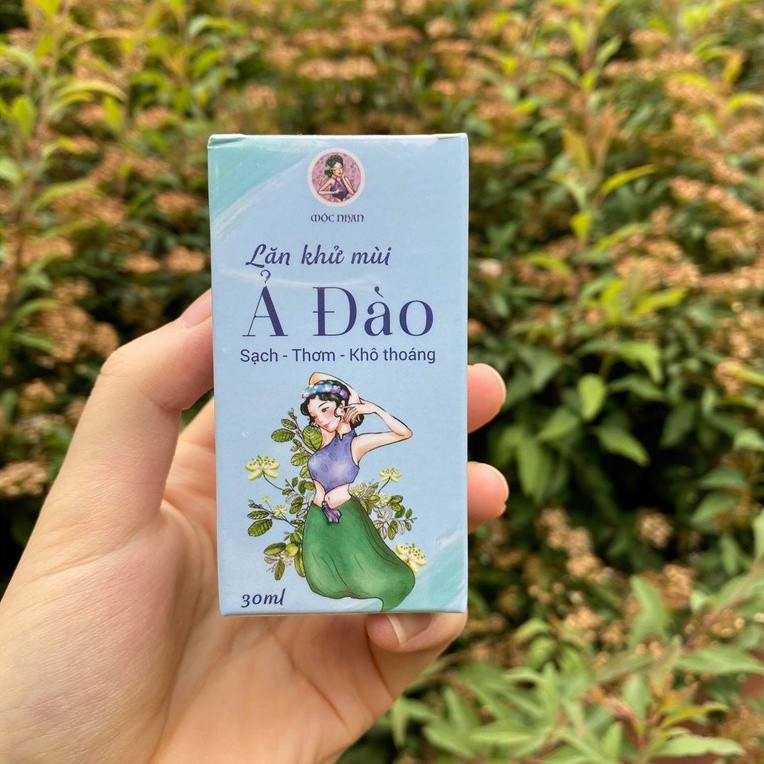 MỘC NHAN
Lăn khử mùi
Ả Đào
Sạch - Thơm - Khô thoáng
30ml